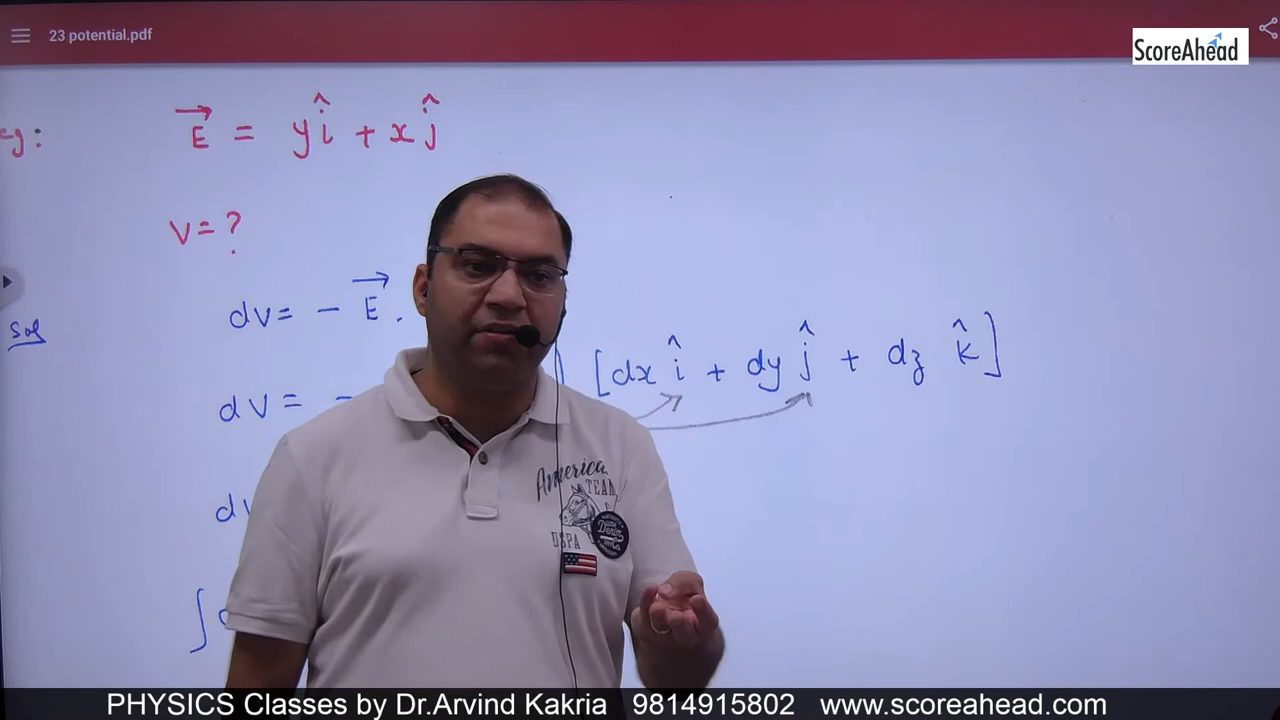 23 potential.pdf
ScoreAhead
eg:
E⃗ = yî + xĵ
V = ?
Sol
dV = - E⃗ .
dV = - [dx î + dy ĵ + dz k̂]
dV
∫
America
TEAM
USPA
Denim
PHYSICS Classes by Dr.Arvind Kakria 9814915802 www.scoreahead.com